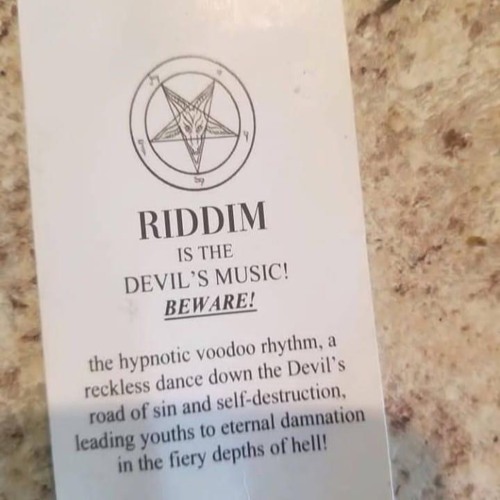 RIDDIM
IS THE
DEVIL'S MUSIC!
BEWARE!
the hypnotic voodoo rhythm, a
reckless dance down the Devil's
road of sin and self-destruction,
leading youths to eternal damnation
in the fiery depths of hell!